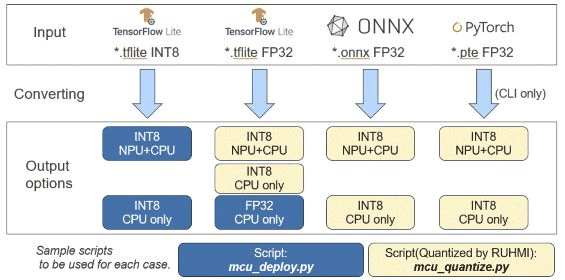 Input
TensorFlow Lite
*.tflite INT8
TensorFlow Lite
*.tflite FP32
ONNX
*.onnx FP32
PyTorch
*.pte FP32
Converting
(CLI only)
Output
options
INT8
NPU+CPU
INT8
NPU+CPU
INT8
NPU+CPU
INT8
NPU+CPU
INT8
CPU only
INT8
CPU only
FP32
CPU only
INT8
CPU only
INT8
CPU only
Sample scripts
to be used for each case.
Script:
mcu_deploy.py
Script(Quantized by RUHMI):
mcu_quantize.py